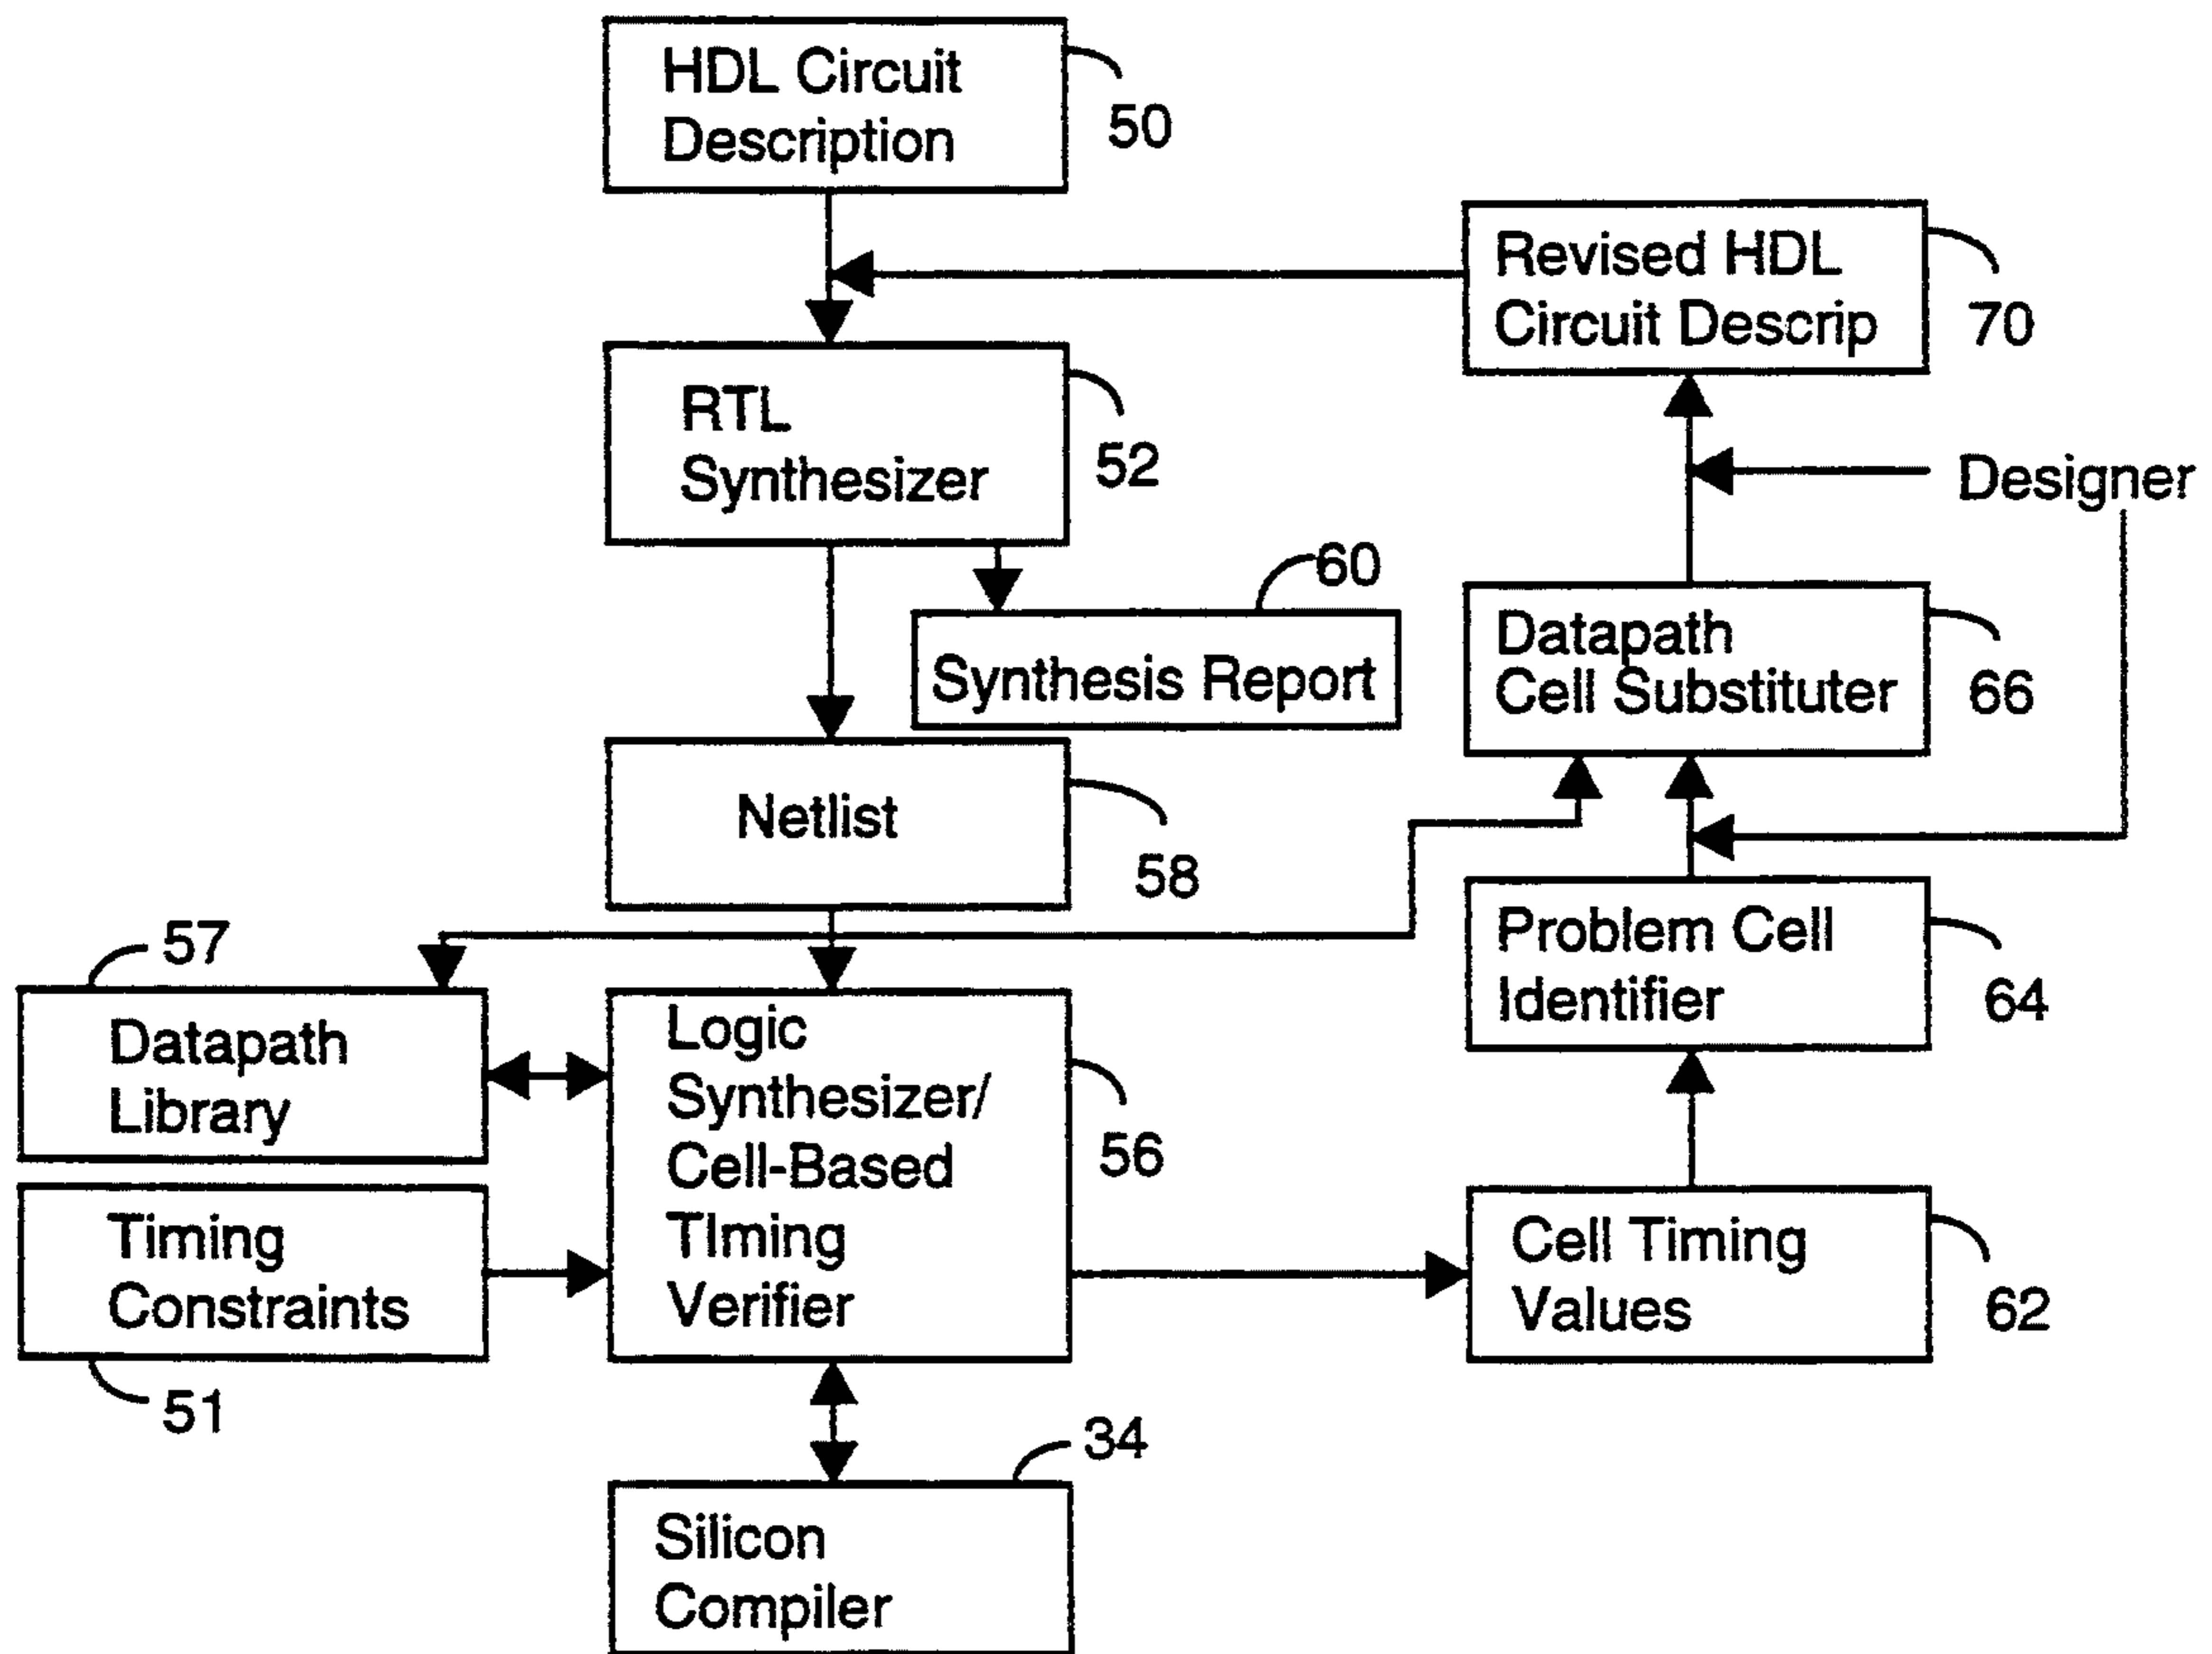 HDL Circuit
Description
50
Revised HDL
Circuit Descrip
70
RTL
Synthesizer
52
Designer
60
Synthesis Report
Datapath
Cell Substituter
66
Netlist
58
Problem Cell
Identifier
64
57
Datapath
Library
Logic
Synthesizer/
Cell-Based
TIming
Verifier
56
Timing
Constraints
51
Cell Timing
Values
62
34
Silicon
Compiler